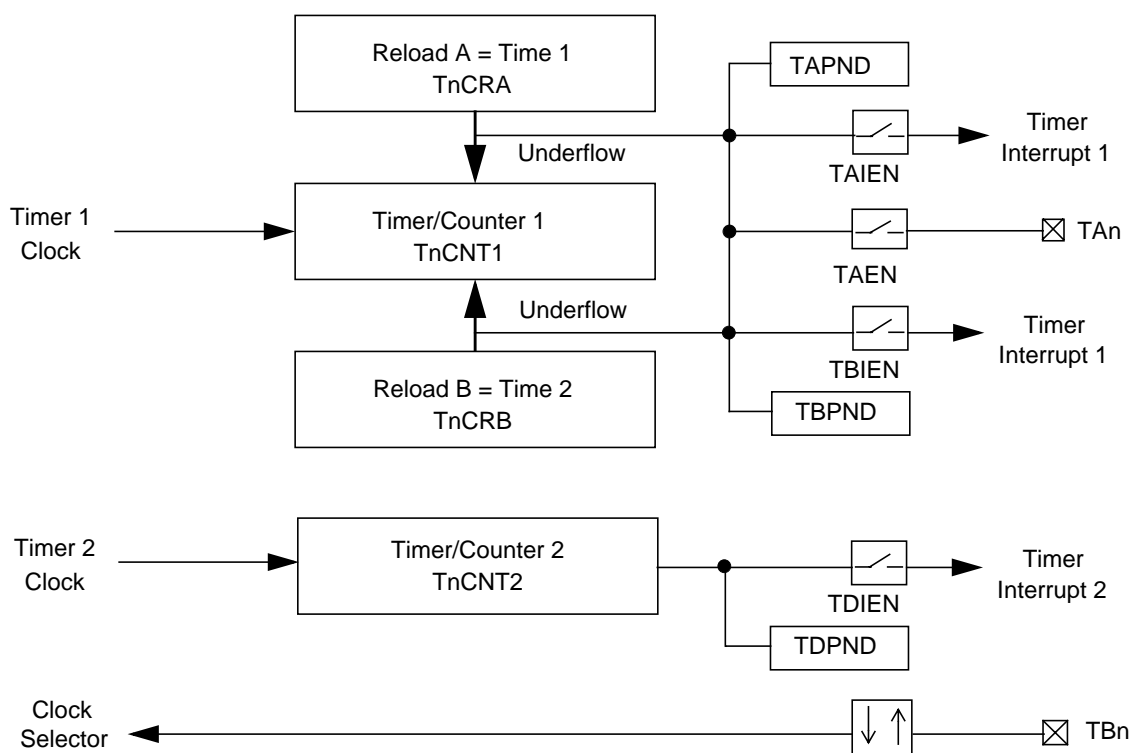 Reload A = Time 1
TnCRA
TAPND
Underflow
TAIEN
Timer
Interrupt 1
Timer 1
Clock
Timer/Counter 1
TnCNT1
TAEN
TAn
Underflow
TBIEN
Timer
Interrupt 1
Reload B = Time 2
TnCRB
TBPND
Timer 2
Clock
Timer/Counter 2
TnCNT2
TDIEN
Timer
Interrupt 2
TDPND
Clock
Selector
TBn